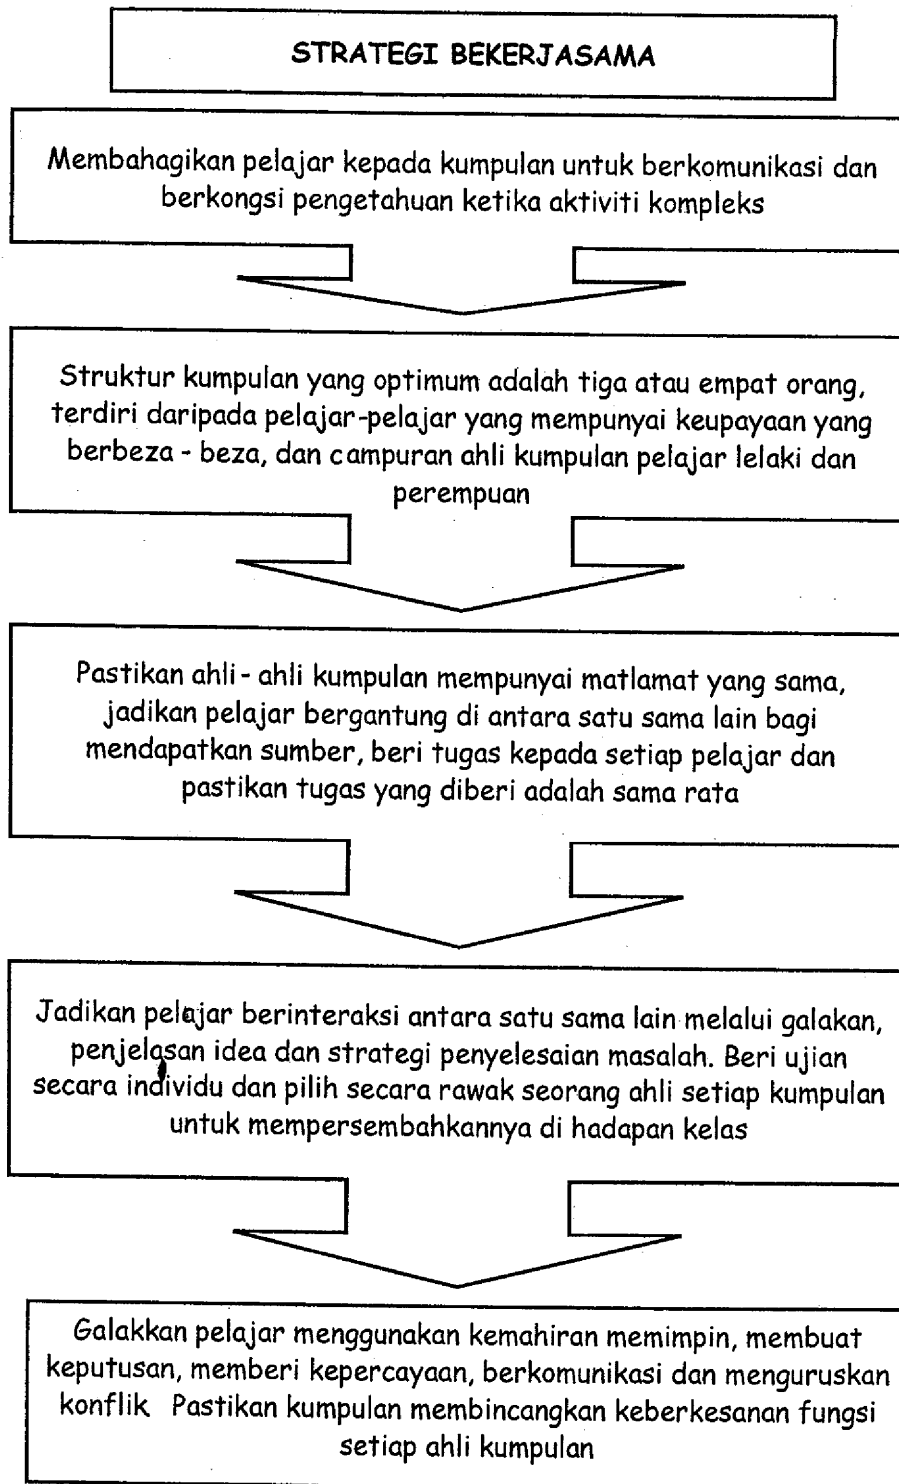 STRATEGI BEKERJASAMA
Membahagikan pelajar kepada kumpulan untuk berkomunikasi dan
berkongsi pengetahuan ketika aktiviti kompleks
Struktur kumpulan yang optimum adalah tiga atau empat orang,
terdiri daripada pelajar-pelajar yang mempunyai keupayaan yang
berbeza - beza, dan campuran ahli kumpulan pelajar lelaki dan
perempuan
Pastikan ahli - ahli kumpulan mempunyai matlamat yang sama,
jadikan pelajar bergantung di antara satu sama lain bagi
mendapatkan sumber, beri tugas kepada setiap pelajar dan
pastikan tugas yang diberi adalah sama rata
Jadikan pelajar berinteraksi antara satu sama lain melalui galakan,
penjelasan idea dan strategi penyelesaian masalah. Beri ujian
secara individu dan pilih secara rawak seorang ahli setiap kumpulan
untuk mempersembahkannya di hadapan kelas
Galakkan pelajar menggunakan kemahiran memimpin, membuat
keputusan, memberi kepercayaan, berkomunikasi dan menguruskan
konflik Pastikan kumpulan membincangkan keberkesanan fungsi
setiap ahli kumpulan